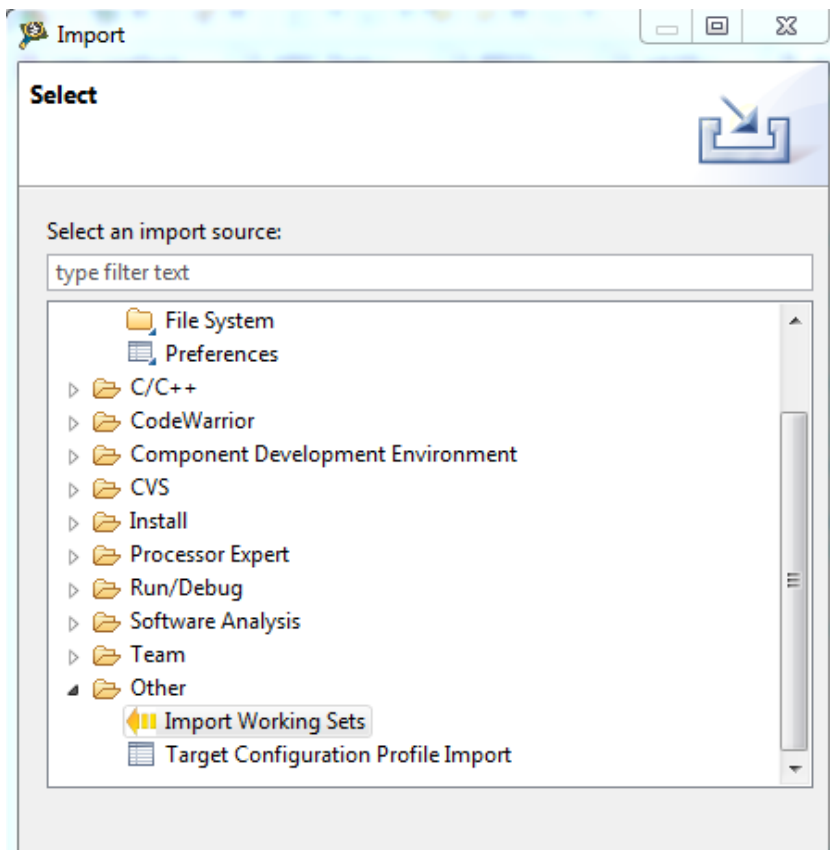 Import
Select
Select an import source:
type filter text
File System
Preferences
C/C++
CodeWarrior
Component Development Environment
CVS
Install
Processor Expert
Run/Debug
Software Analysis
Team
Other
Import Working Sets
Target Configuration Profile Import